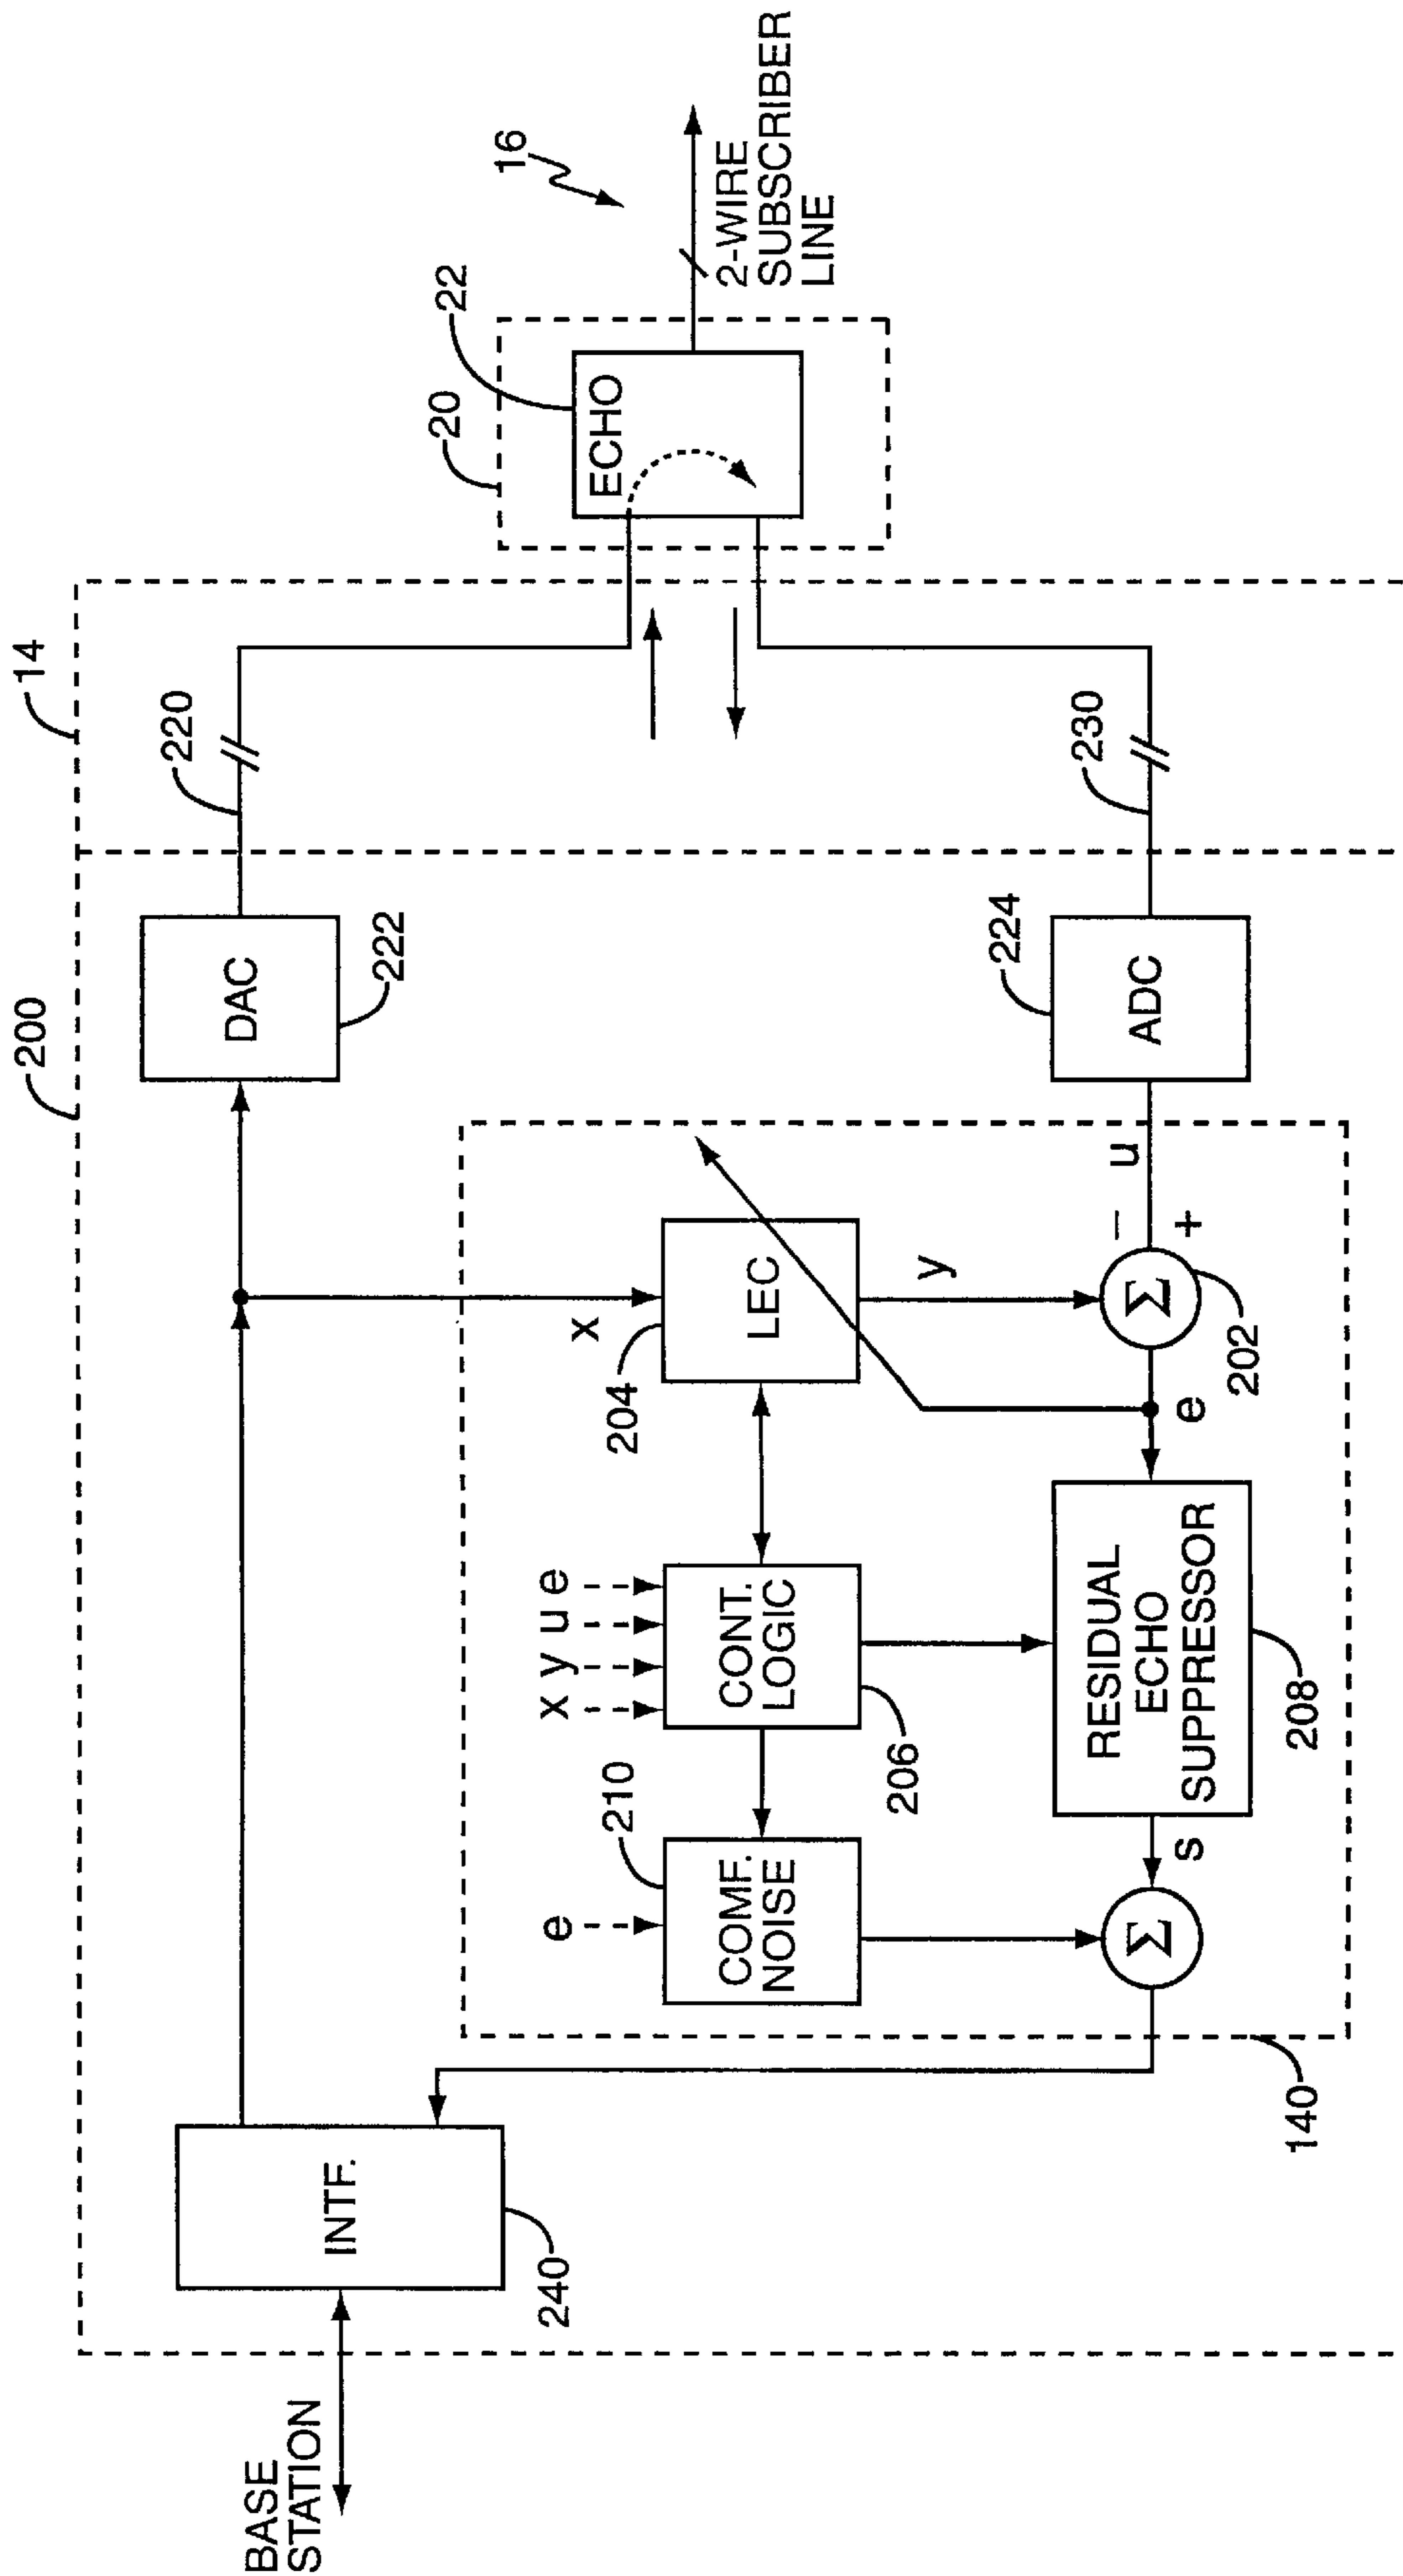 200
14
220
20
22
16
ECHO
2-WIRE
SUBSCRIBER
LINE
DAC
222
BASE
STATION
INTF.
240
x
204
LEC
y
x y u e
CONT.
LOGIC
206
e
210
COMF.
NOISE
u
−
+
Σ
202
e
ADC
224
230
RESIDUAL
ECHO
SUPPRESSOR
208
s
Σ
140